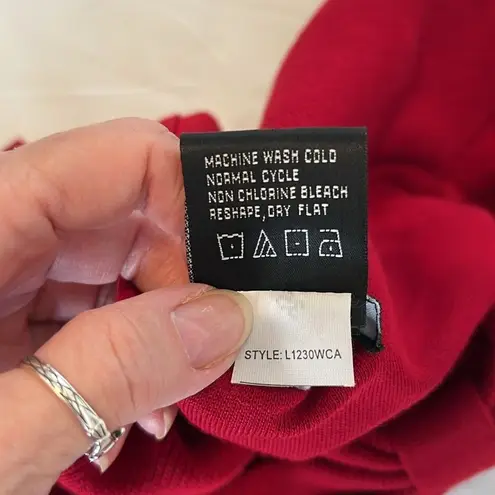 MACHINE WASH COLD
NORMAL CYCLE
NON CHLORINE BLEACH
RESHAPE, DRY FLAT
STYLE: L1230WCA